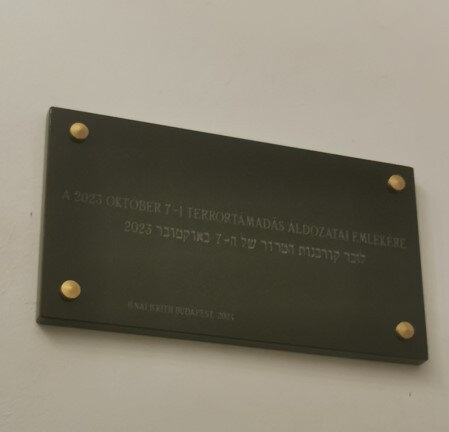 A 2023 OKTÓBER 7-I TERRORTÁMADÁS ÁLDOZATAI EMLÉKÉRE
לזכר קורבנות הטרור של ה-7 באוקטובר 2023
B'NAI B'RITH BUDAPEST, 2024